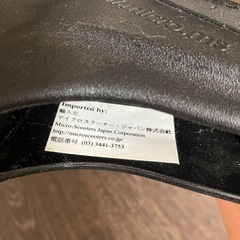 Imported by:
輸入元
マイクロスクーター・ジャパン株式会社
Micro-Scooters Japan Corporation
http://microscooters.co.jp/
電話番号 (03) 3441-3753